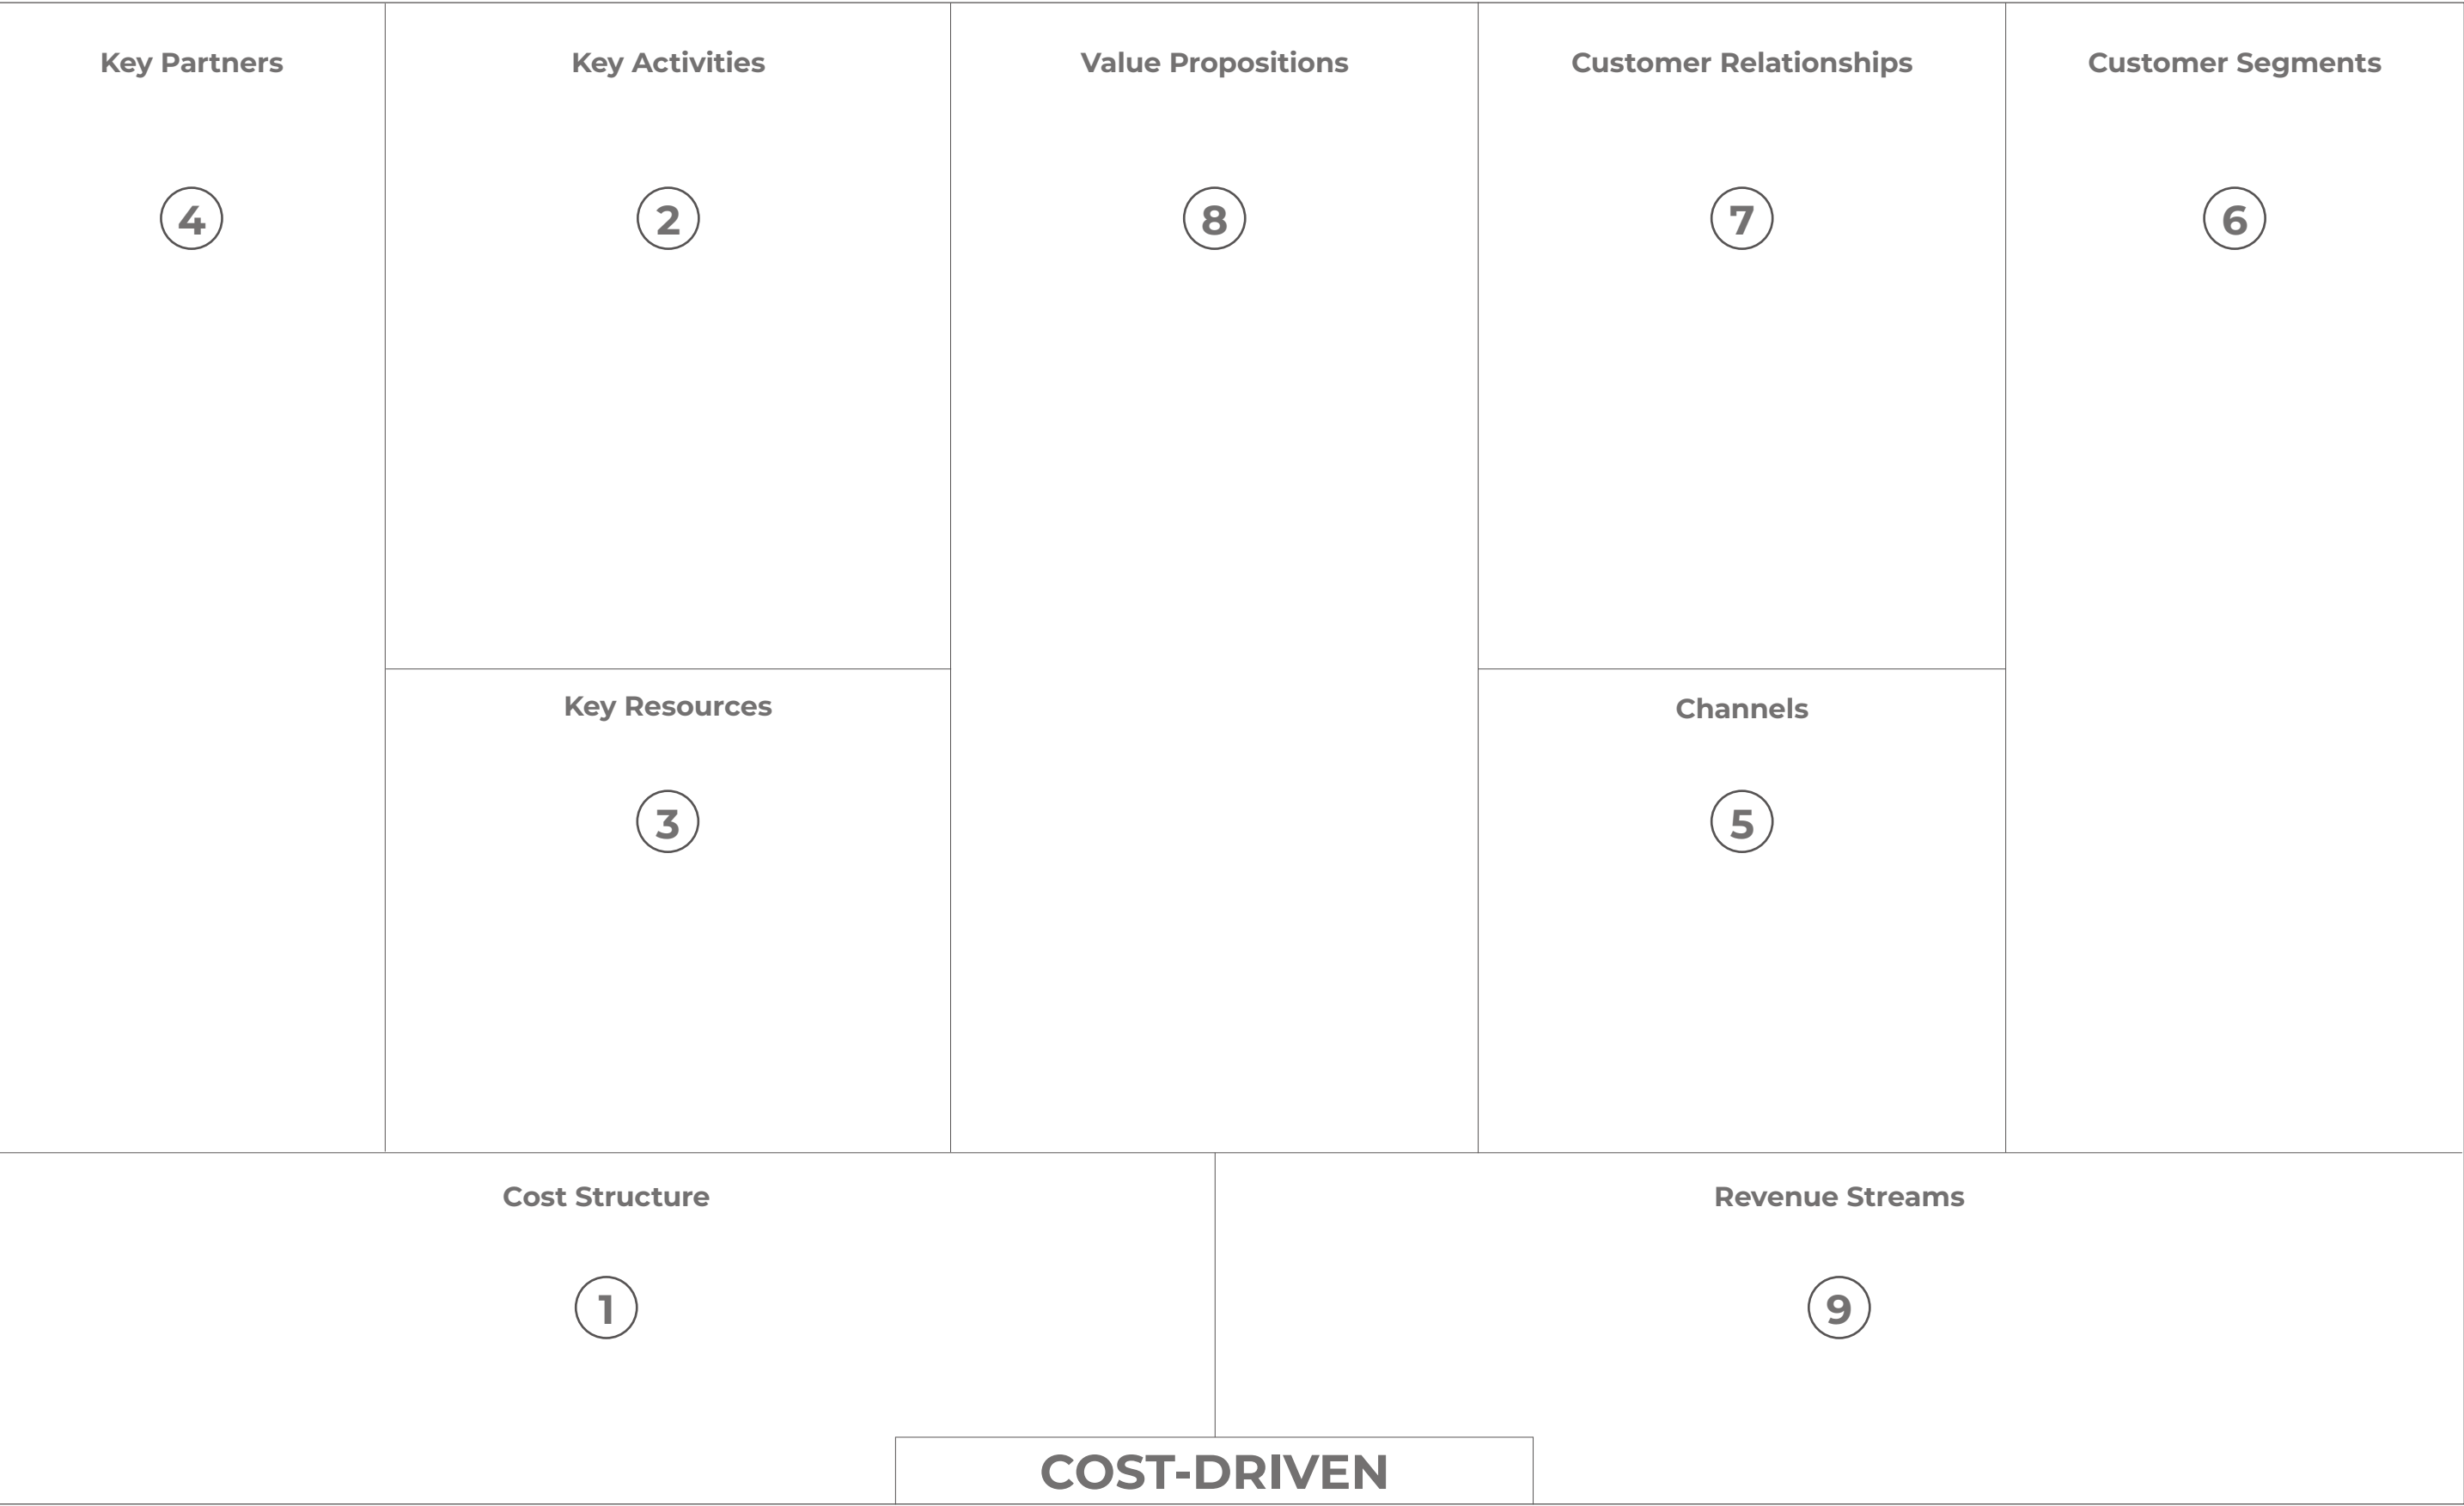 Key Partners
4
Key Activities
2
Key Resources
3
Value Propositions
8
Customer Relationships
7
Channels
5
Customer Segments
6
Cost Structure
1
Revenue Streams
9
COST-DRIVEN